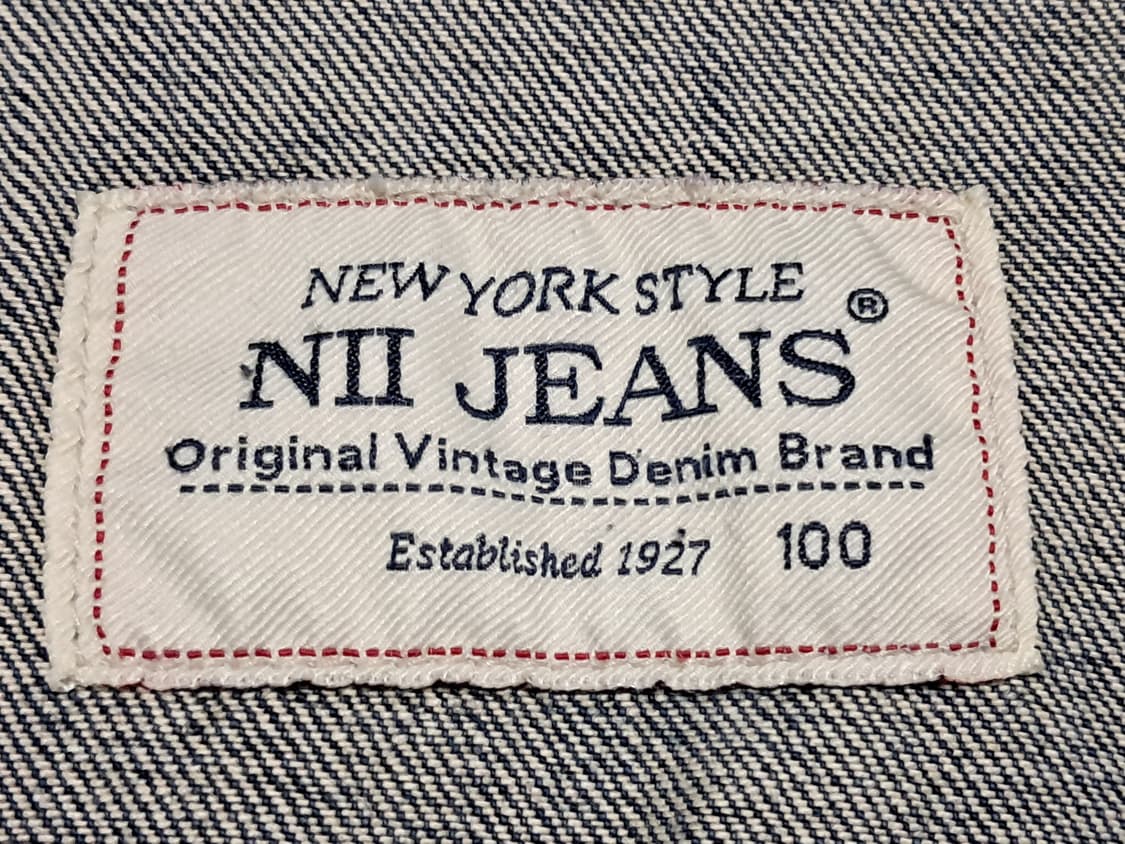 NEW YORK STYLE
NII JEANS®
Original Vintage Denim Brand
Established 1927 100